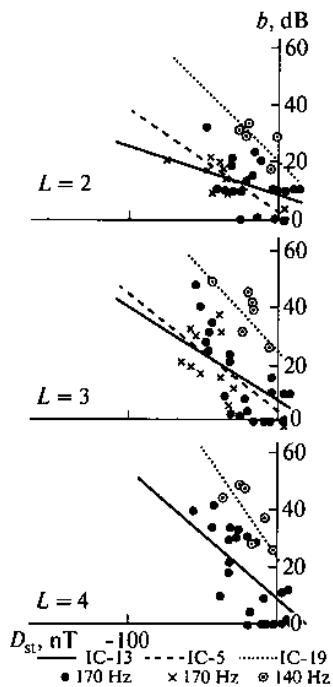 b, dB
60
40
20
L = 2
0
60
40
20
L = 3
0
60
40
20
L = 4
0
D_st, nT -100
IC-13 IC-5 IC-19
170 Hz 170 Hz 140 Hz